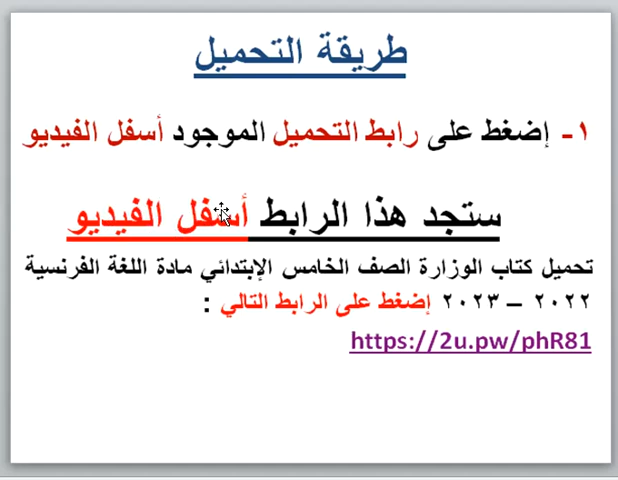 طريقة التحميل
١- إضغط على رابط التحميل الموجود أسفل الفيديو
ستجد هذا الرابط أسفل الفيديو
تحميل كتاب الوزارة الصف الخامس الإبتدائي مادة اللغة الفرنسية
٢٠٢٢ – ٢٠٢٣ إضغط على الرابط التالي :
https://2u.pw/phR81